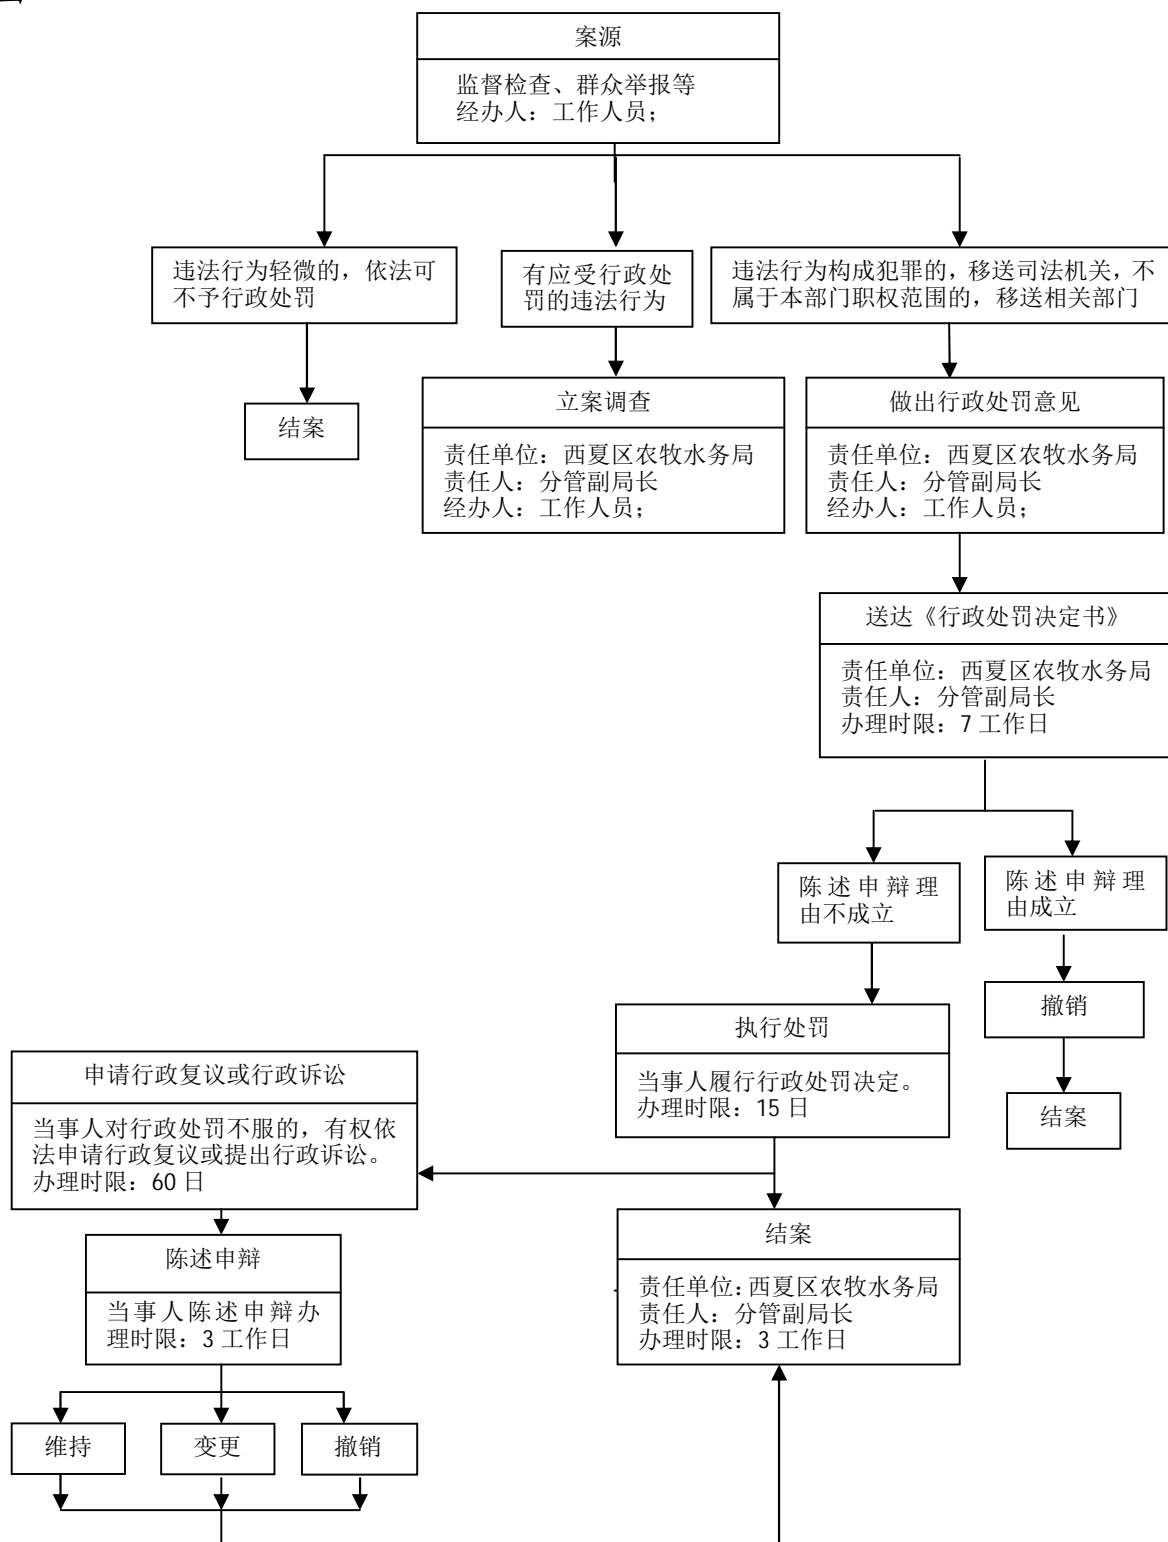 案源
监督检查、群众举报等
经办人：工作人员；
违法行为轻微的，依法可
不予行政处罚
有应受行政处
罚的违法行为
违法行为构成犯罪的，移送司法机关，不
属于本部门职权范围的，移送相关部门
结案
立案调查
责任单位：西夏区农牧水务局
责任人：分管副局长
经办人：工作人员；
做出行政处罚意见
责任单位：西夏区农牧水务局
责任人：分管副局长
经办人：工作人员；
送达《行政处罚决定书》
责任单位：西夏区农牧水务局
责任人：分管副局长
办理时限：7 工作日
陈述申辩理
由不成立
陈述申辩理
由成立
撤销
结案
执行处罚
当事人履行行政处罚决定。
办理时限：15 日
申请行政复议或行政诉讼
当事人对行政处罚不服的，有权依
法申请行政复议或提出行政诉讼。
办理时限：60 日
结案
责任单位：西夏区农牧水务局
责任人：分管副局长
办理时限：3 工作日
陈述申辩
当事人陈述申辩办
理时限：3 工作日
维持
变更
撤销